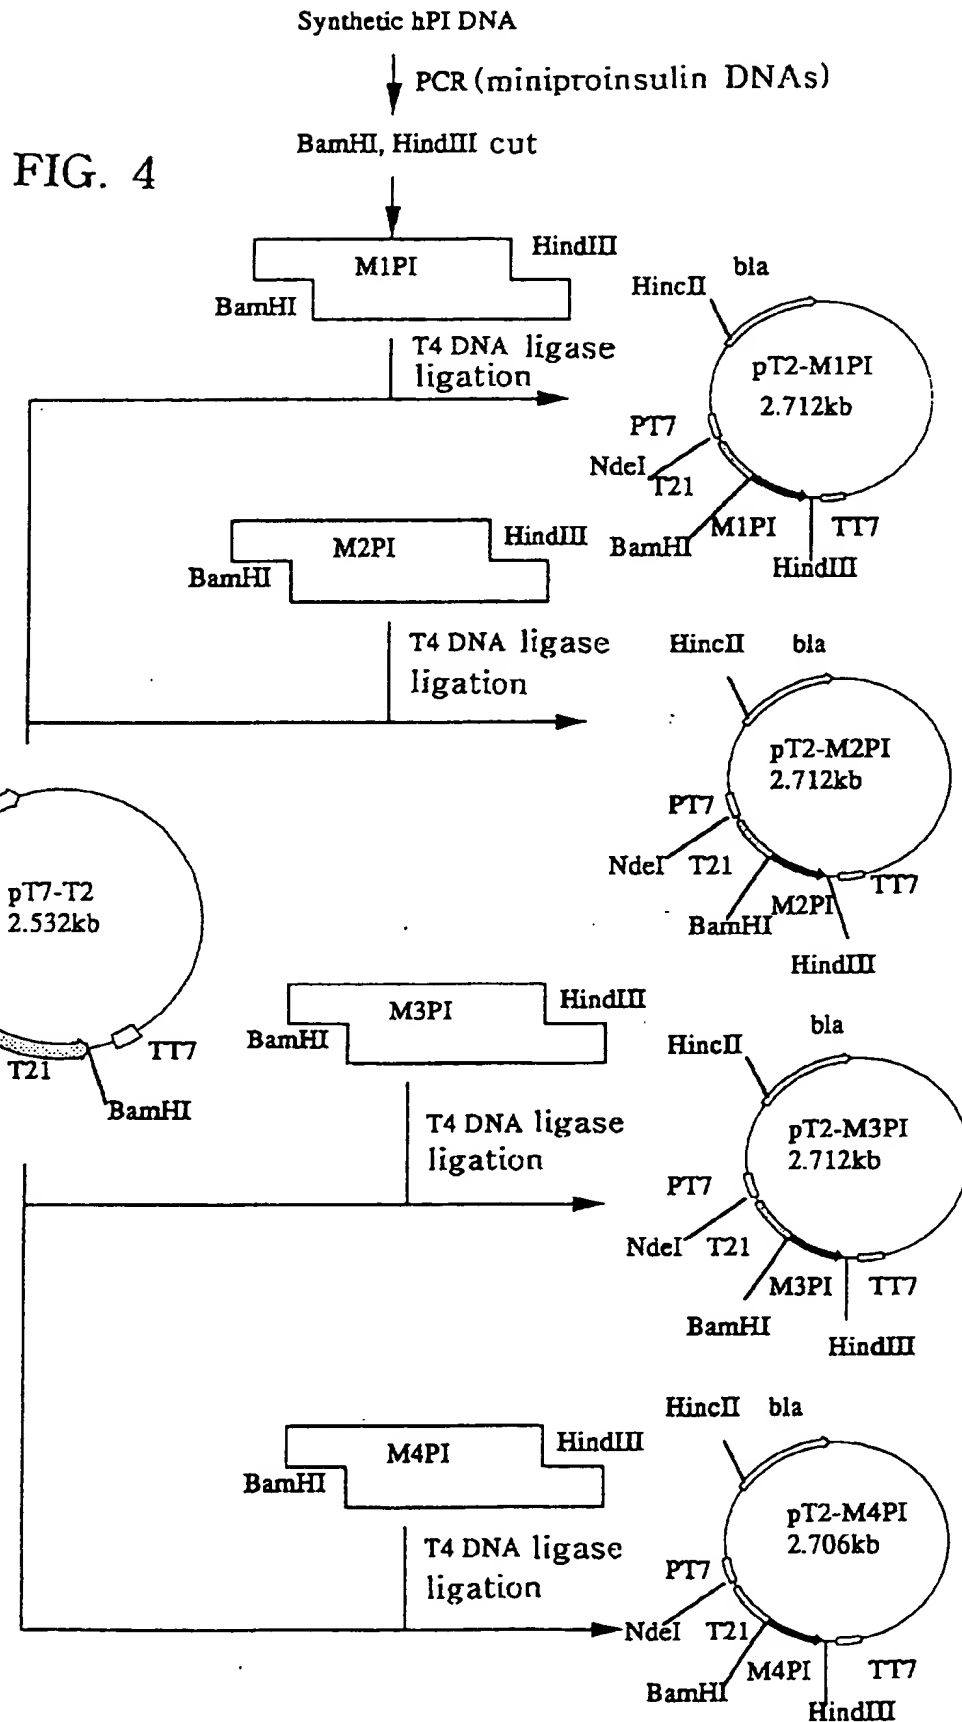 Synthetic hPI DNA
PCR (miniproinsulin DNAs)
BamHI, HindIII cut
FIG. 4
M1PI
HindIII
BamHI
T4 DNA ligase
ligation
HincII
bla
pT2-M1PI
2.712kb
PT7
NdeI
T21
BamHI
M1PI
TT7
HindIII
M2PI
HindIII
BamHI
T4 DNA ligase
ligation
HincII
bla
pT2-M2PI
2.712kb
PT7
NdeI
T21
BamHI
M2PI
TT7
HindIII
pT7-T2
2.532kb
T21
TT7
BamHI
M3PI
HindIII
BamHI
T4 DNA ligase
ligation
HincII
bla
pT2-M3PI
2.712kb
PT7
NdeI
T21
BamHI
M3PI
TT7
HindIII
M4PI
HindIII
BamHI
T4 DNA ligase
ligation
HincII
bla
pT2-M4PI
2.706kb
PT7
NdeI
T21
BamHI
M4PI
TT7
HindIII